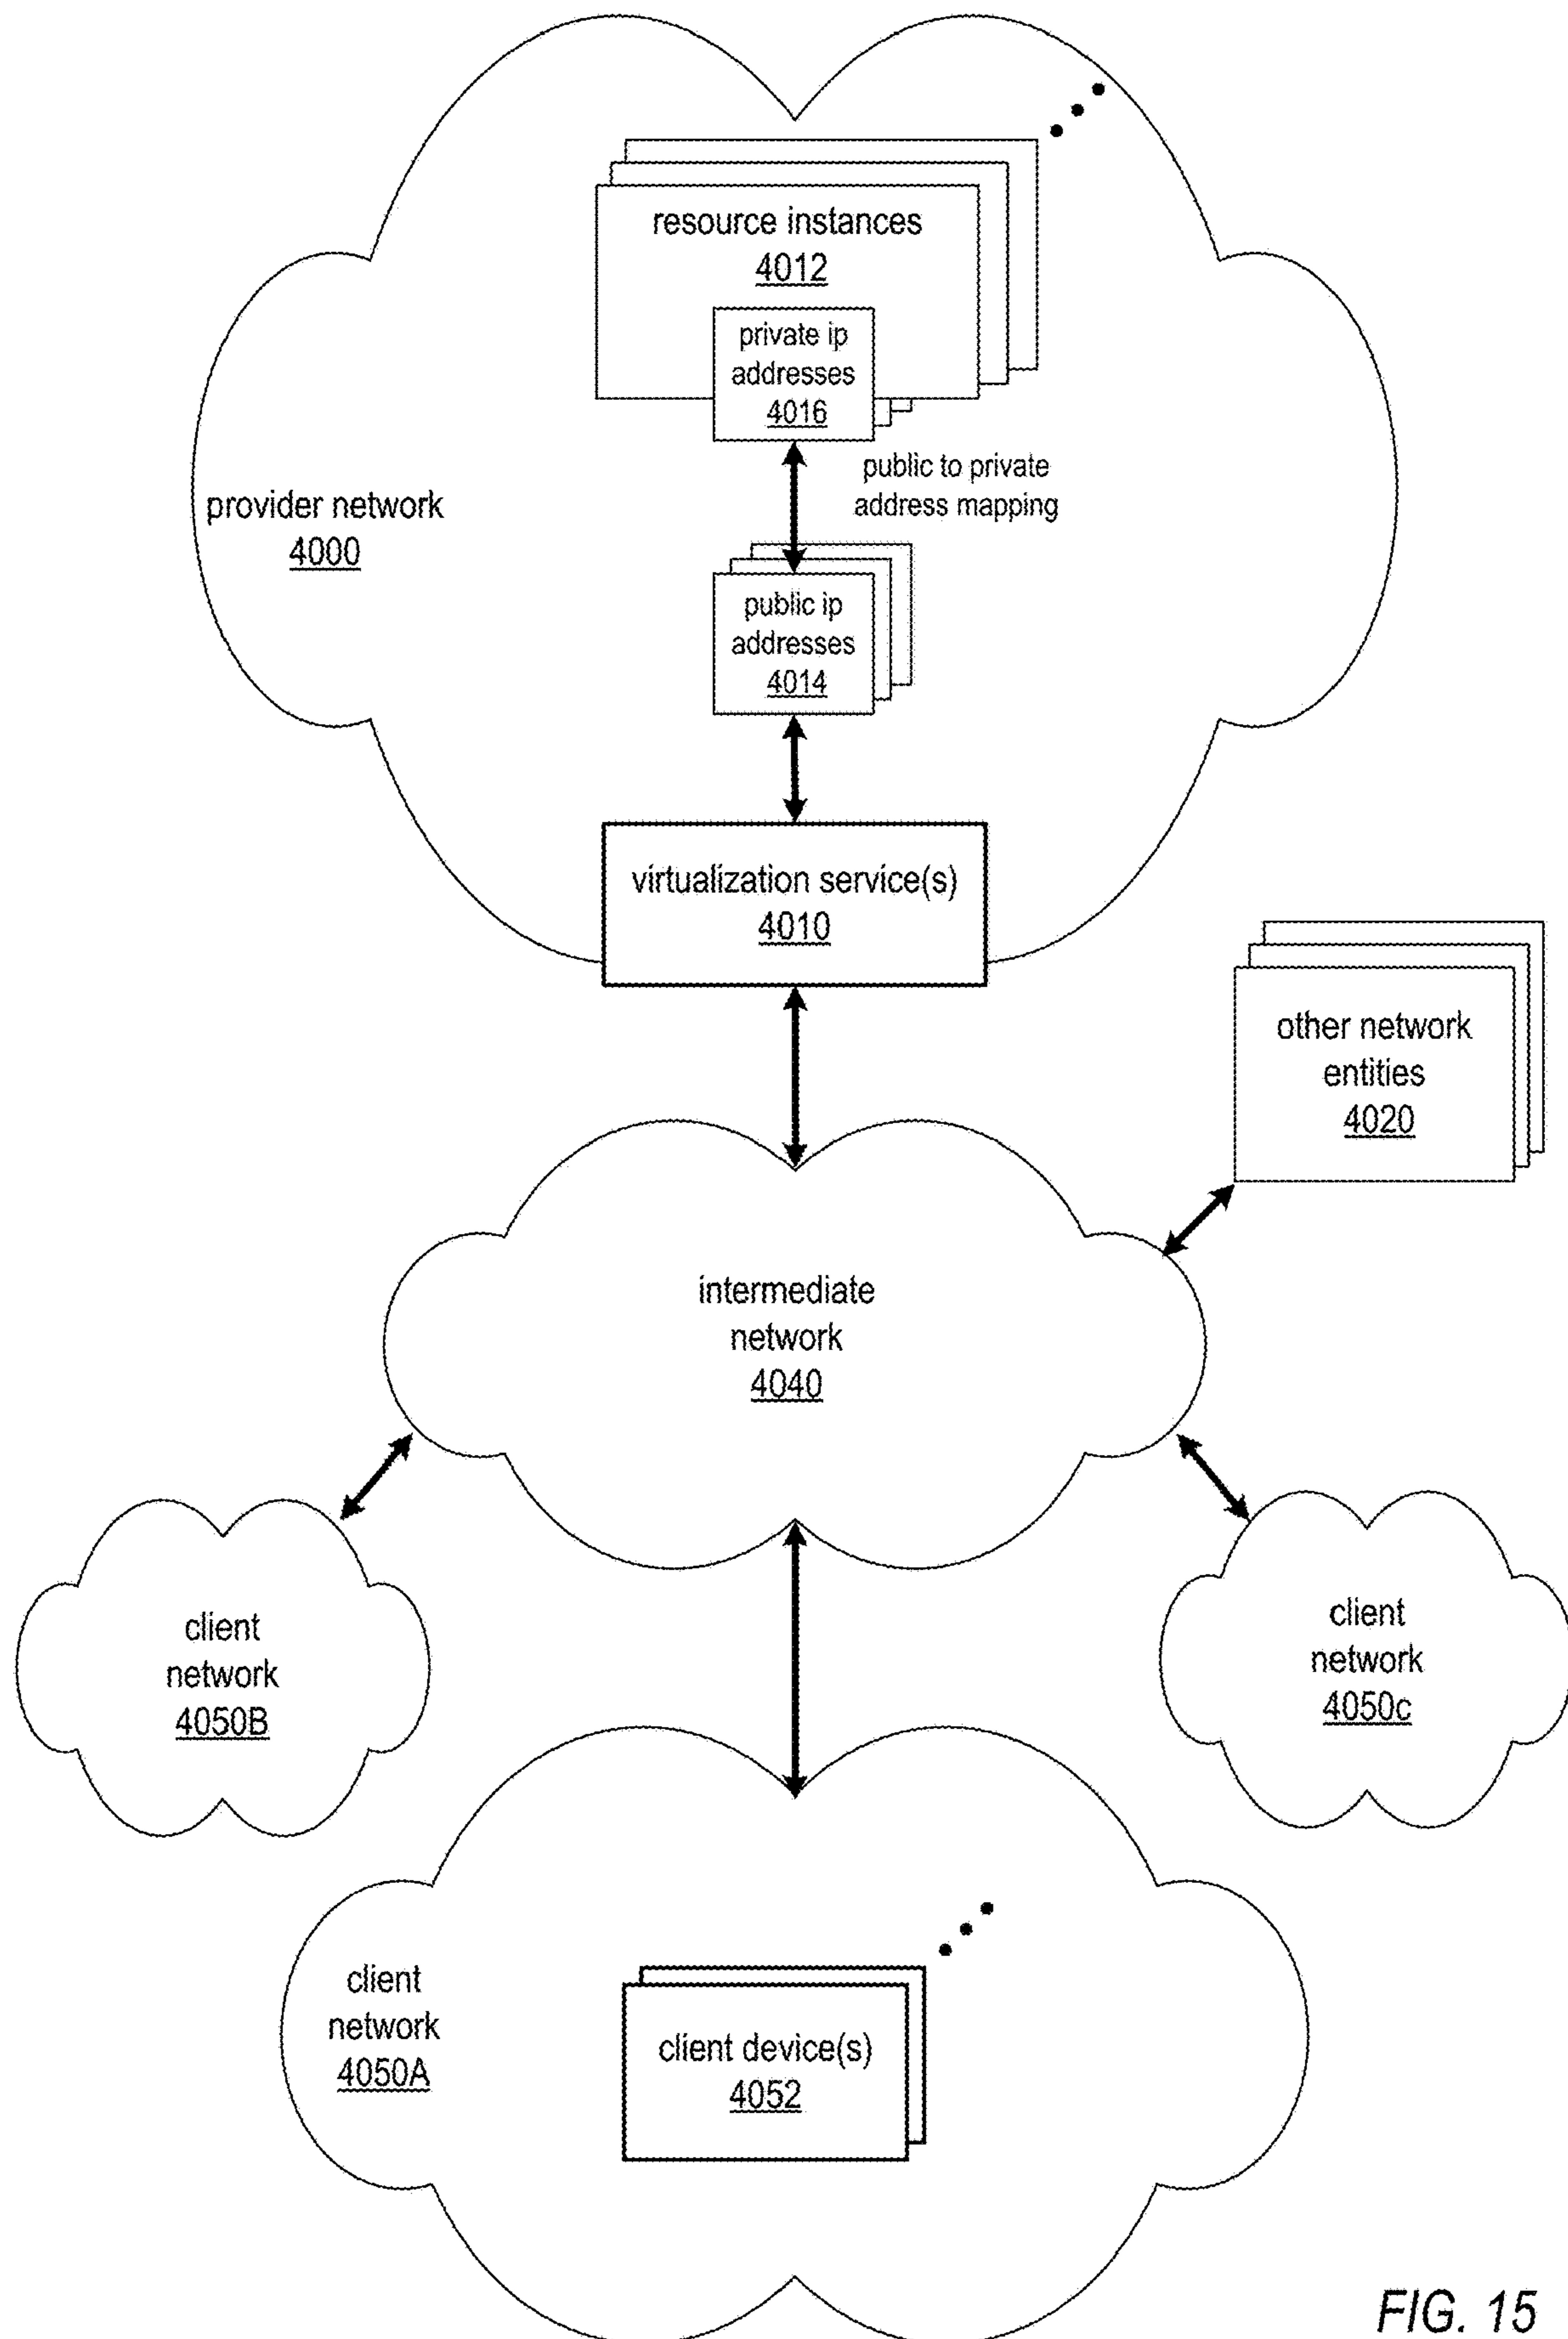 resource instances
4012
private ip
addresses
4016
public to private
address mapping
provider network
4000
public ip
addresses
4014
virtualization service(s)
4010
other network
entities
4020
intermediate
network
4040
client
network
4050B
client
network
4050c
client
network
4050A
client device(s)
4052
FIG. 15